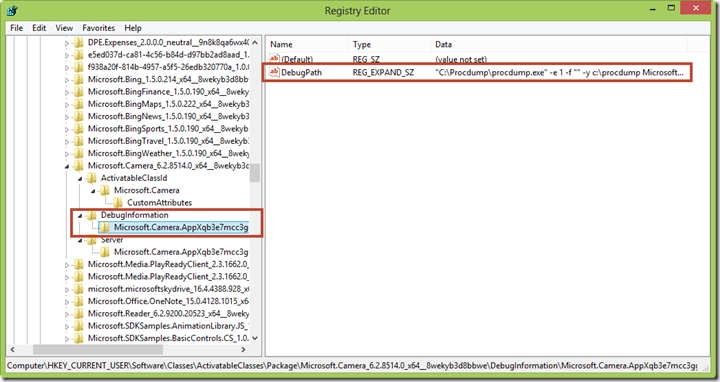 Registry Editor
File Edit View Favorites Help
DPE.Expenses_2.0.0.0_neutral__9n8k8qa6wx40
e5ed037d-ca81-4c56-b84d-d97bb2ad8aad_1.
f938a20f-814b-4957-a5f5-26edb320770a_1.0.
Microsoft.Bing_1.5.0.214_x64__8wekyb3d8bb
Microsoft.BingFinance_1.5.0.190_x64__8weky
Microsoft.BingMaps_1.5.0.222_x64__8wekyb3
Microsoft.BingNews_1.5.0.190_x64__8wekyb3
Microsoft.BingSports_1.5.0.190_x64__8wekyb
Microsoft.BingTravel_1.5.0.190_x64__8wekyb
Microsoft.BingWeather_1.5.0.190_x64__8wek
Microsoft.Camera_6.2.8514.0_x64__8wekyb3d
ActivatableClassId
Microsoft.Camera
CustomAttributes
DebugInformation
Microsoft.Camera.AppXqb3e7mcc3g
Server
Microsoft.Camera.AppXqb3e7mcc3g
Microsoft.Media.PlayReadyClient_2.3.1662.0_
Microsoft.Media.PlayReadyClient_2.3.1662.0_
microsoft.microsoftskydrive_16.4.4388.928_x
Microsoft.Office.OneNote_15.0.4128.1015_x6
Microsoft.Reader_6.2.9200.20523_x64__8wek
Microsoft.SDKSamples.AnimationLibrary.JS_1
Microsoft.SDKSamples.BasicControls.CS_1.0.
Name Type Data
(Default) REG_SZ (value not set)
DebugPath REG_EXPAND_SZ "C:\Procdump\procdump.exe" -e 1 -f "" -y c:\procdump Microsoft...
Computer\HKEY_CURRENT_USER\Software\Classes\ActivatableClasses\Package\Microsoft.Camera_6.2.8514.0_x64__8wekyb3d8bbwe\DebugInformation\Microsoft.Camera.AppXqb3e7mcc3gg